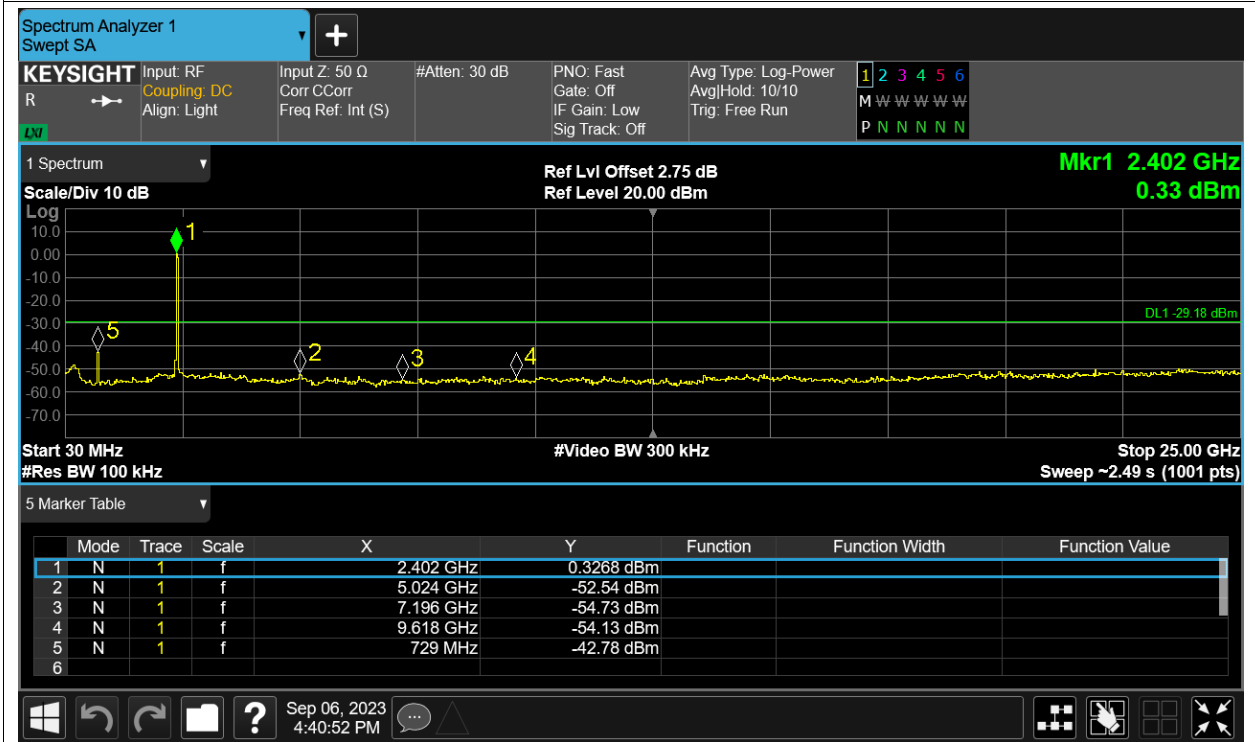 Spectrum Analyzer 1
Swept SA
KEYSIGHT
R
LXI
Input: RF
Coupling: DC
Align: Light
Input Z: 50 Ω
Corr CCorr
Freq Ref: Int (S)
#Atten: 30 dB
PNO: Fast
Gate: Off
IF Gain: Low
Sig Track: Off
Avg Type: Log-Power
Avg|Hold: 10/10
Trig: Free Run
1 2 3 4 5 6
M W W W W W
P N N N N N
1 Spectrum
Scale/Div 10 dB
Ref Lvl Offset 2.75 dB
Ref Level 20.00 dBm
Mkr1 2.402 GHz
0.33 dBm
Log
10.0
0.00
-10.0
-20.0
-30.0
-40.0
-50.0
-60.0
-70.0
1
5
2
3
4
DL1 -29.18 dBm
Start 30 MHz
#Video BW 300 kHz
Stop 25.00 GHz
#Res BW 100 kHz
Sweep ~2.49 s (1001 pts)
5 Marker Table
Mode Trace Scale X Y Function Function Width Function Value
1 N 1 f 2.402 GHz 0.3268 dBm
2 N 1 f 5.024 GHz -52.54 dBm
3 N 1 f 7.196 GHz -54.73 dBm
4 N 1 f 9.618 GHz -54.13 dBm
5 N 1 f 729 MHz -42.78 dBm
6
?
Sep 06, 2023
4:40:52 PM